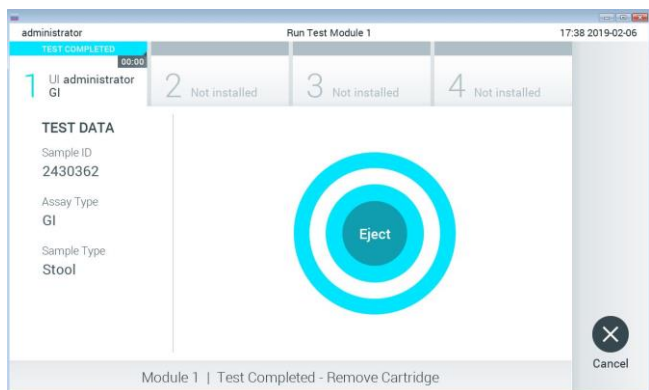 administrator Run Test Module 1 17:38 2019-02-06
TEST COMPLETED
00:00
1 UI administrator
GI
2 Not installed
3 Not installed
4 Not installed
TEST DATA
Sample ID
2430362
Assay Type
GI
Sample Type
Stool
Eject
Cancel
Module 1 | Test Completed - Remove Cartridge